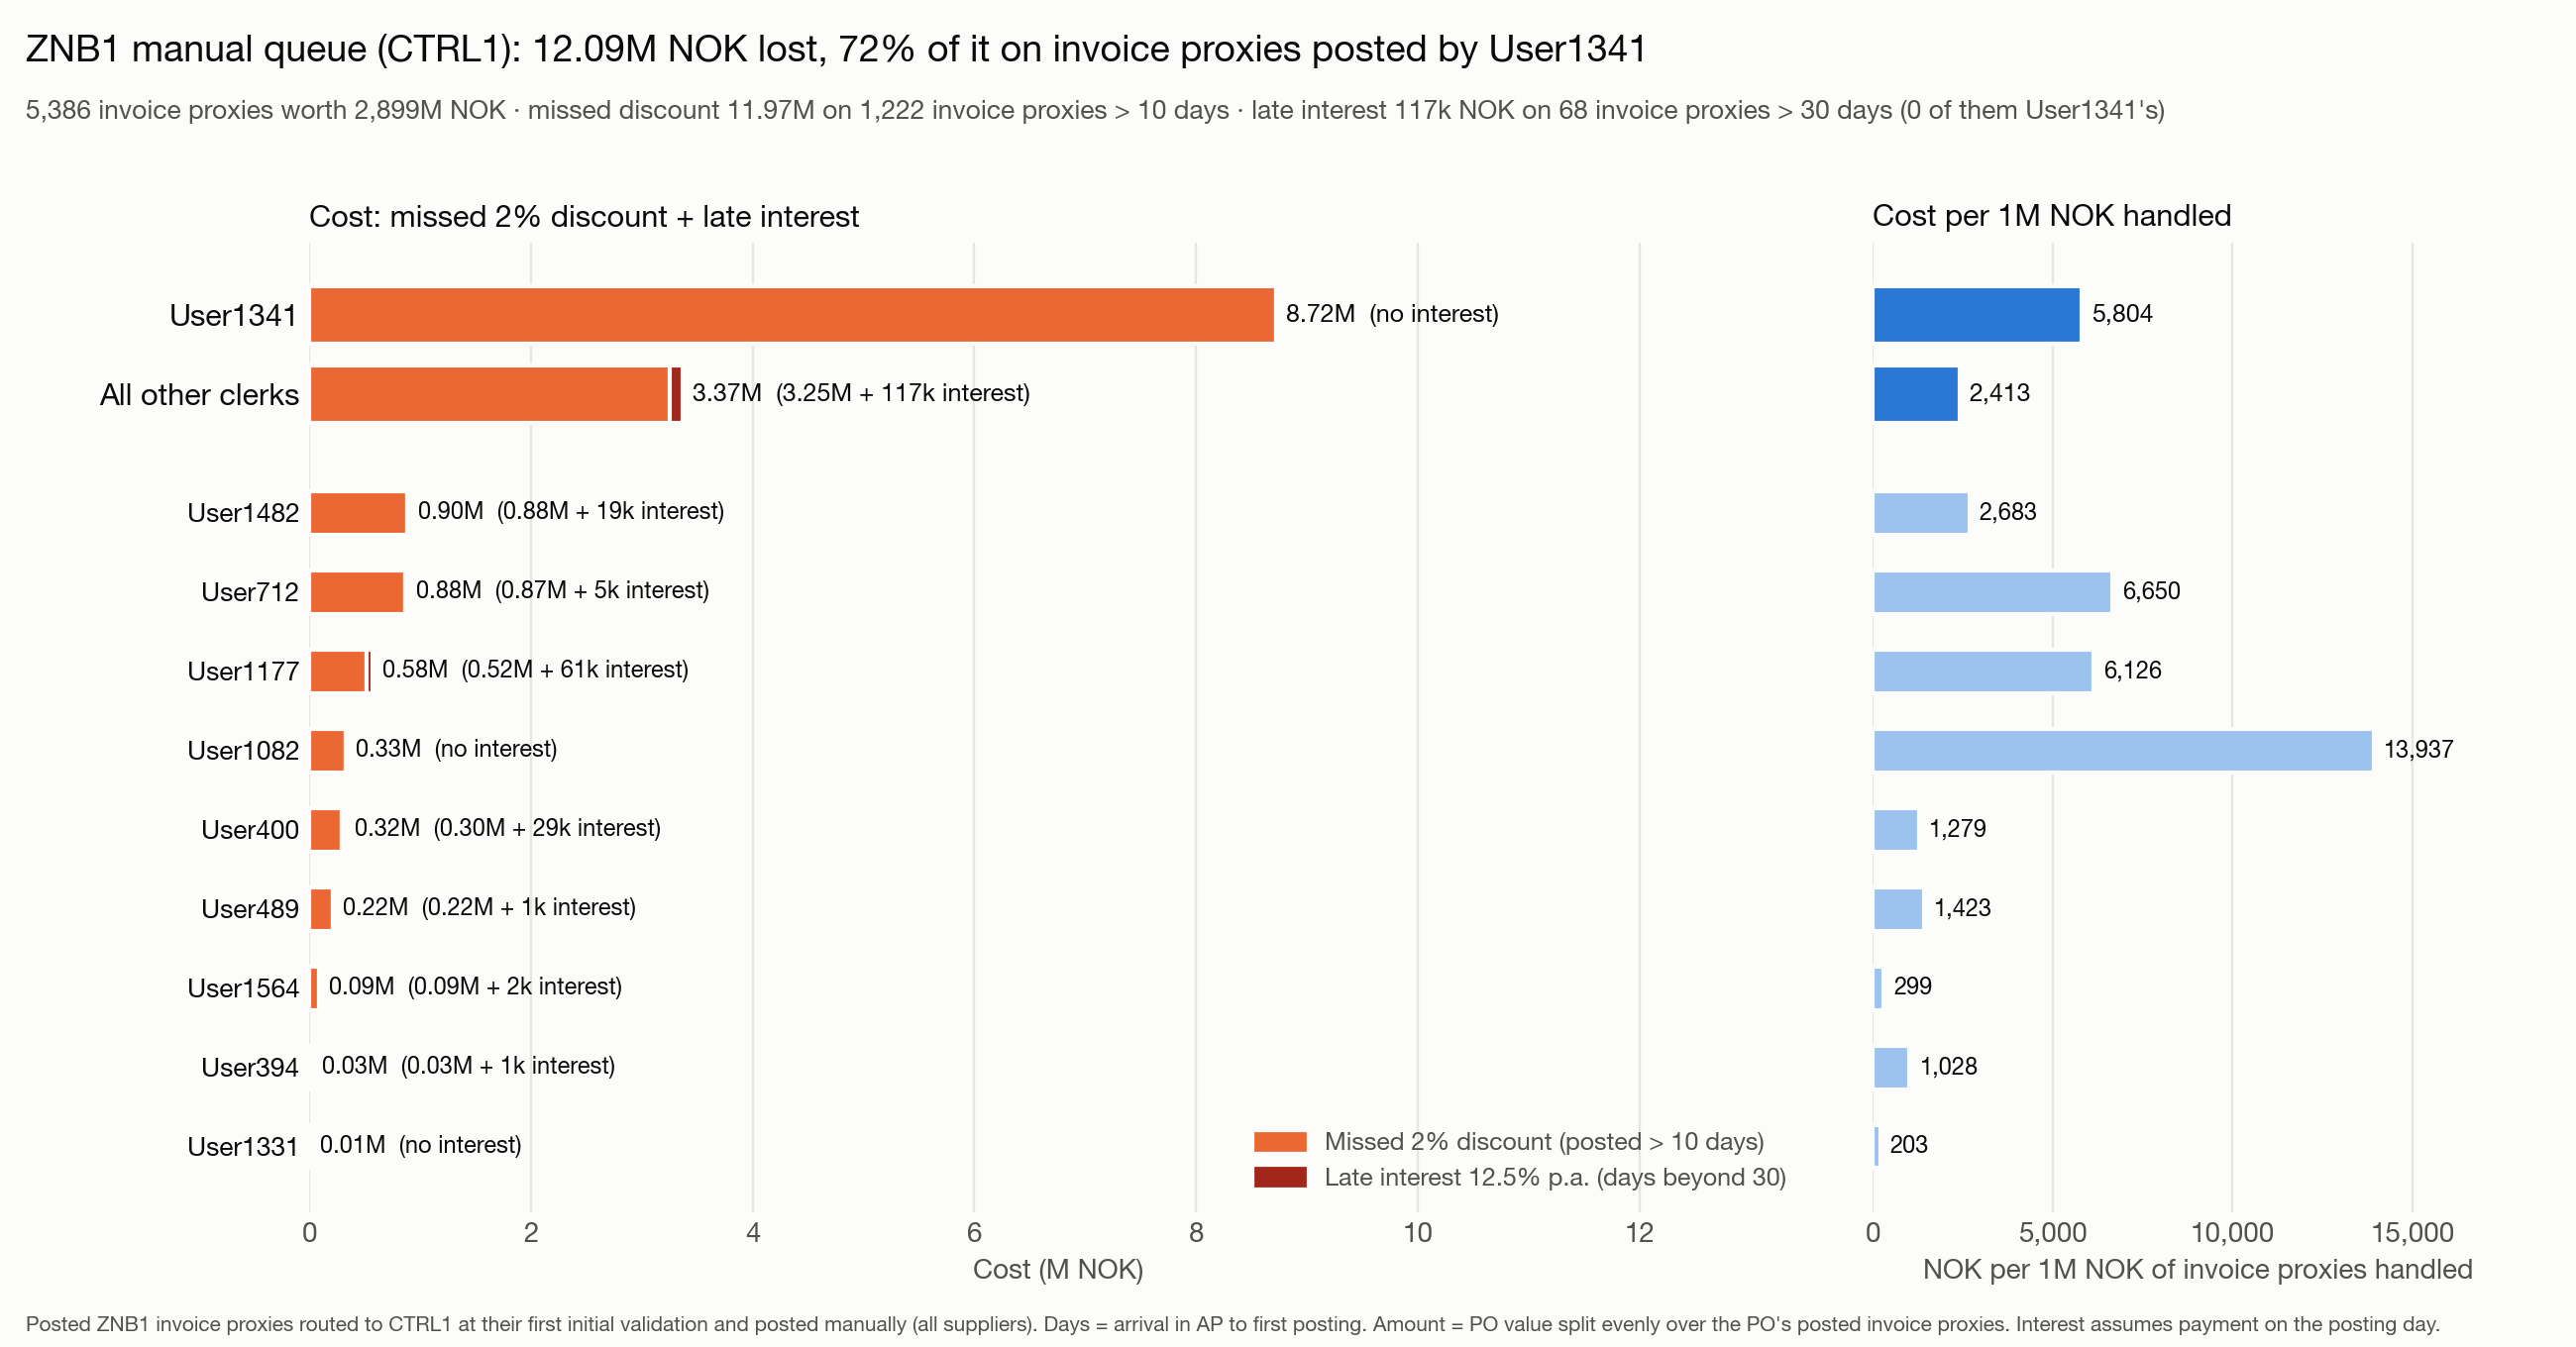 ZNB1 manual queue (CTRL1): 12.09M NOK lost, 72% of it on invoice proxies posted by User1341
5,386 invoice proxies worth 2,899M NOK · missed discount 11.97M on 1,222 invoice proxies > 10 days · late interest 117k NOK on 68 invoice proxies > 30 days (0 of them User1341's)
Cost: missed 2% discount + late interest
User1341
8.72M (no interest)
All other clerks
3.37M (3.25M + 117k interest)
User1482
0.90M (0.88M + 19k interest)
User712
0.88M (0.87M + 5k interest)
User1177
0.58M (0.52M + 61k interest)
User1082
0.33M (no interest)
User400
0.32M (0.30M + 29k interest)
User489
0.22M (0.22M + 1k interest)
User1564
0.09M (0.09M + 2k interest)
User394
0.03M (0.03M + 1k interest)
User1331
0.01M (no interest)
Missed 2% discount (posted > 10 days)
Late interest 12.5% p.a. (days beyond 30)
0 2 4 6 8 10 12
Cost (M NOK)
Cost per 1M NOK handled
5,804
2,413
2,683
6,650
6,126
13,937
1,279
1,423
299
1,028
203
0 5,000 10,000 15,000
NOK per 1M NOK of invoice proxies handled
Posted ZNB1 invoice proxies routed to CTRL1 at their first initial validation and posted manually (all suppliers). Days = arrival in AP to first posting. Amount = PO value split evenly over the PO's posted invoice proxies. Interest assumes payment on the posting day.